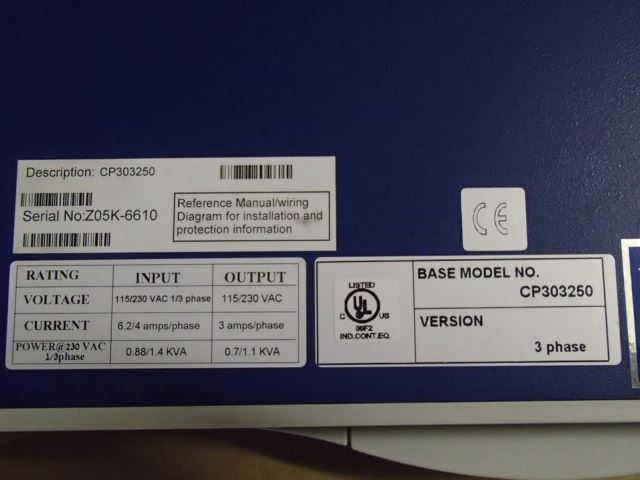 Description: CP303250
Serial No:Z05K-6610
Reference Manual/wiring
Diagram for installation and
protection information
CE
RATING INPUT OUTPUT
VOLTAGE 115/230 VAC 1/3 phase 115/230 VAC
CURRENT 6.2/4 amps/phase 3 amps/phase
POWER@230 VAC
1/3phase 0.88/1.4 KVA 0.7/1.1 KVA
LISTED
C UL US
96F2
IND.CONT.EQ.
BASE MODEL NO.
CP303250
VERSION
3 phase